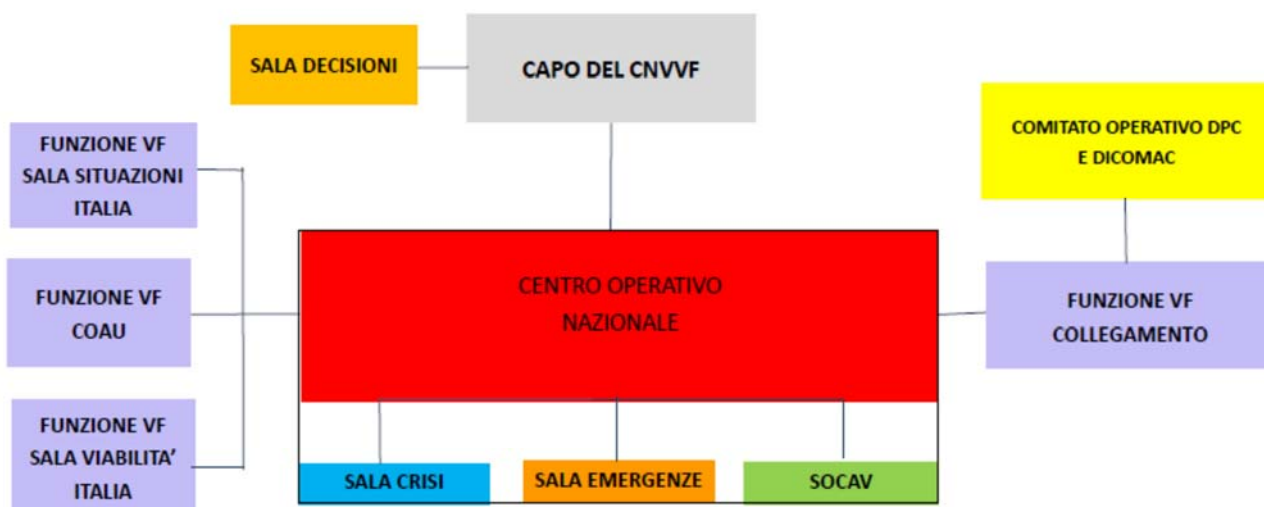 SALA DECISIONI
CAPO DEL CNVVF
COMITATO OPERATIVO DPC
E DICOMAC
FUNZIONE VF
SALA SITUAZIONI
ITALIA
FUNZIONE VF
COAU
FUNZIONE VF
SALA VIABILITA’
ITALIA
CENTRO OPERATIVO
NAZIONALE
FUNZIONE VF
COLLEGAMENTO
SALA CRISI
SALA EMERGENZE
SOCAV